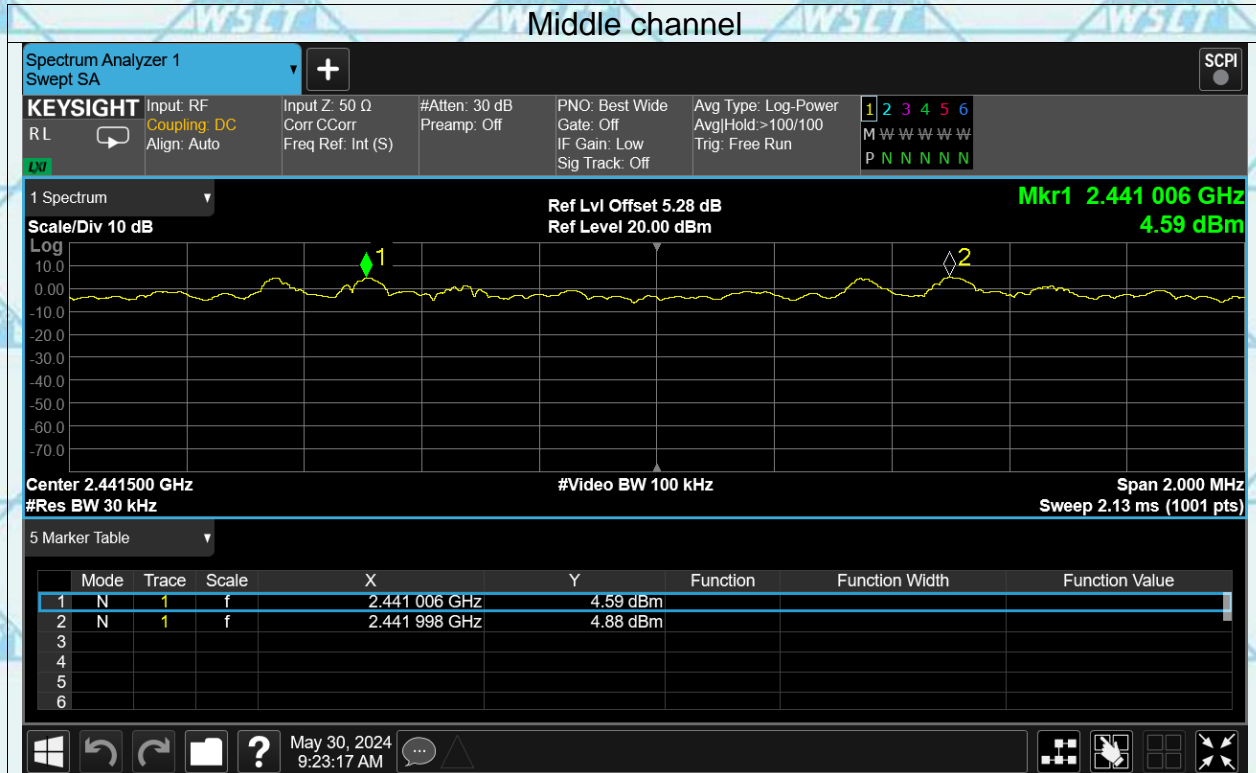 WSCT WSCT WSCT WSCT
Middle channel
Spectrum Analyzer 1
Swept SA
SCPI
KEYSIGHT
RL
LXI
Input: RF
Coupling: DC
Align: Auto
Input Z: 50 Ω
Corr CCorr
Freq Ref: Int (S)
#Atten: 30 dB
Preamp: Off
PNO: Best Wide
Gate: Off
IF Gain: Low
Sig Track: Off
Avg Type: Log-Power
Avg|Hold:>100/100
Trig: Free Run
1 2 3 4 5 6
M W W W W W
P N N N N N
1 Spectrum
Scale/Div 10 dB
Ref Lvl Offset 5.28 dB
Ref Level 20.00 dBm
Mkr1 2.441 006 GHz
4.59 dBm
Log
10.0
0.00
-10.0
-20.0
-30.0
-40.0
-50.0
-60.0
-70.0
1
2
Center 2.441500 GHz
#Res BW 30 kHz
#Video BW 100 kHz
Span 2.000 MHz
Sweep 2.13 ms (1001 pts)
5 Marker Table
Mode Trace Scale X Y Function Function Width Function Value
1 N 1 f 2.441 006 GHz 4.59 dBm
2 N 1 f 2.441 998 GHz 4.88 dBm
3
4
5
6
May 30, 2024
9:23:17 AM